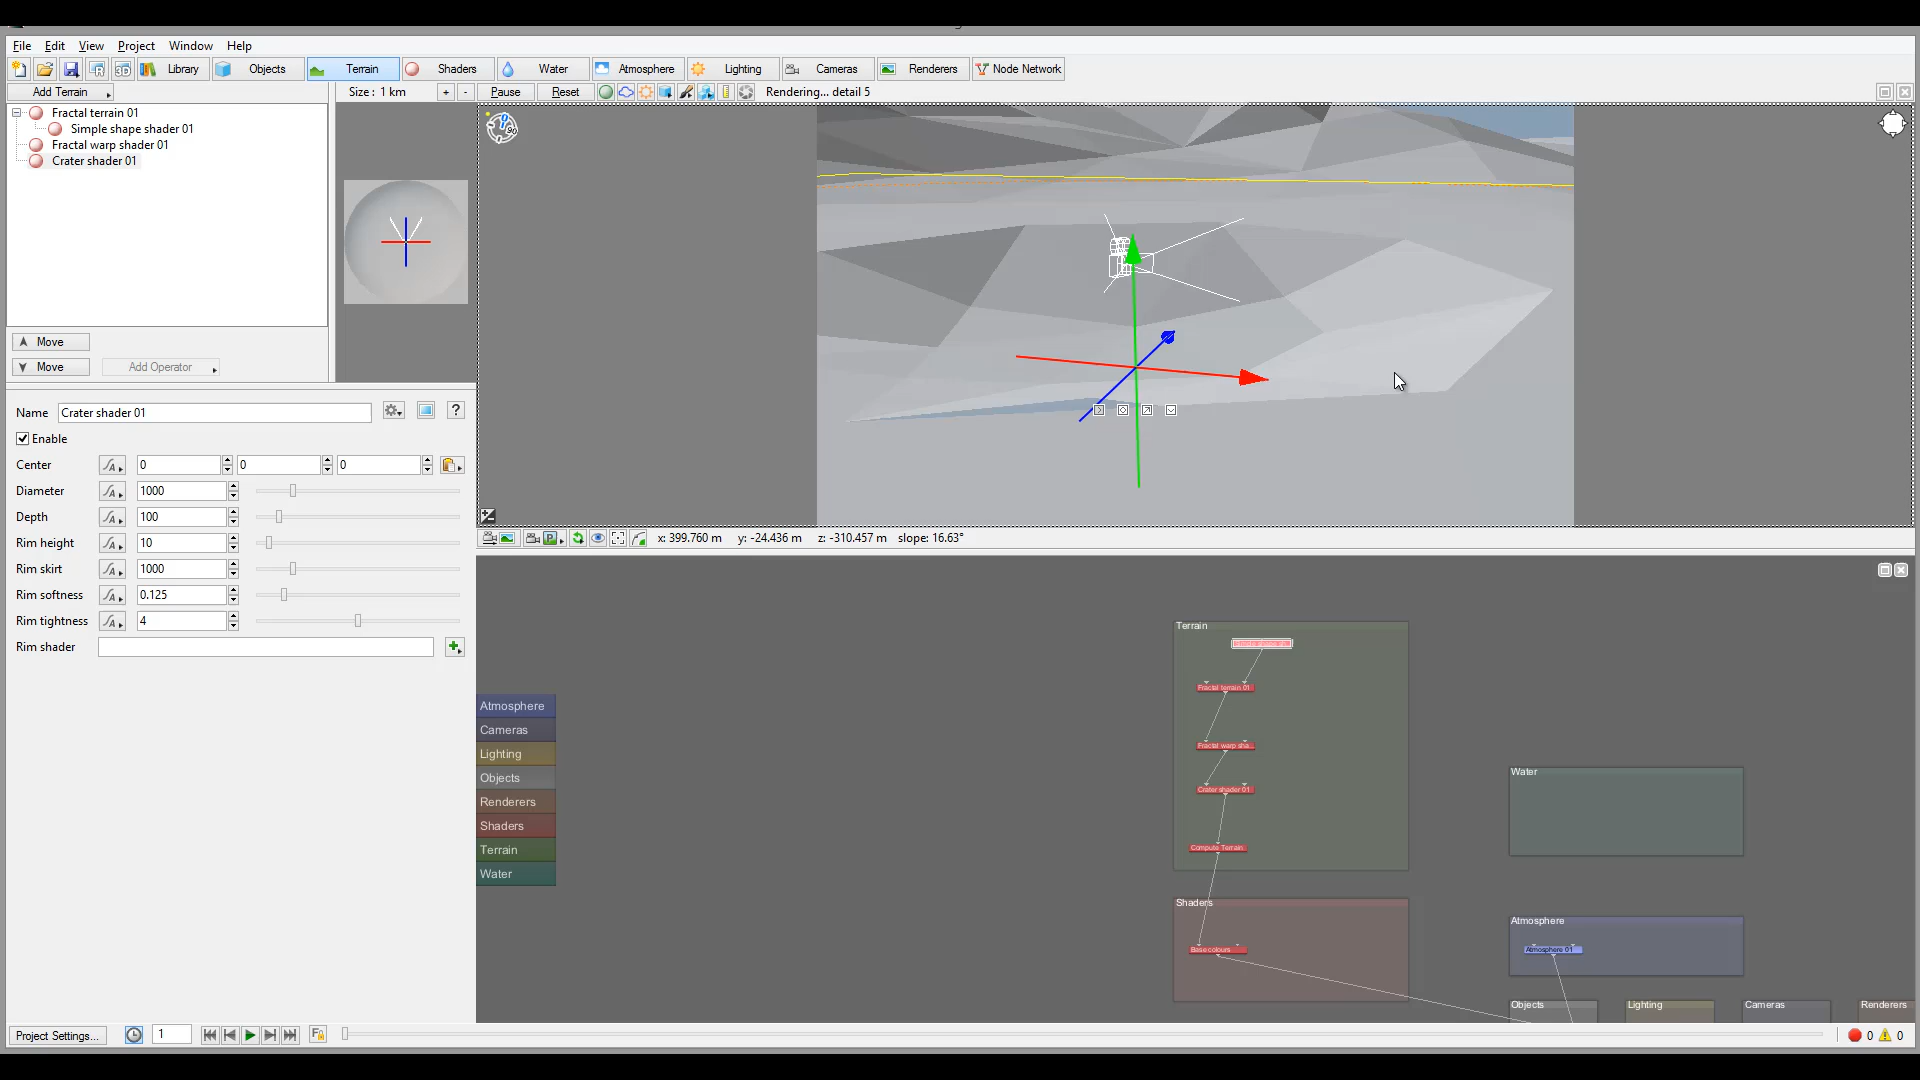 File Edit View Project Window Help
Library Objects Terrain Shaders Water Atmosphere Lighting Cameras Renderers Node Network
Add Terrain
Size : 1 km + - Pause Reset Rendering... detail 5
Fractal terrain 01
Simple shape shader 01
Fractal warp shader 01
Crater shader 01
Move
Move Add Operator
Name Crater shader 01 ?
Enable
Center 0 0 0
Diameter 1000
Depth 100
Rim height 10
Rim skirt 1000
Rim softness 0.125
Rim tightness 4
Rim shader
x: 399.760 m y: -24.436 m z: -310.457 m slope: 16.63°
Atmosphere
Cameras
Lighting
Objects
Renderers
Shaders
Terrain
Water
Terrain
Fractal terrain 01
Fractal warp sha...
Crater shader 01
Compute Terrain
Shaders
Base colours
Water
Atmosphere
Atmosphere 01
Objects
Lighting
Cameras
Renderers
Project Settings... 1 0 0